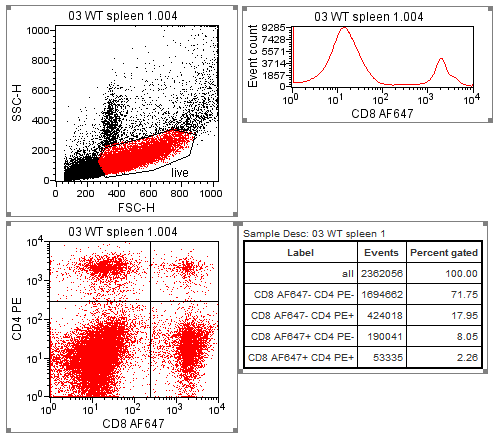 03 WT spleen 1.004
SSC-H
1000
800
600
400
200
0
live
0 200 400 600 800 1000
FSC-H
03 WT spleen 1.004
Event count
9285
7428
5571
3714
1857
0
10^0 10^1 10^2 10^3 10^4
CD8 AF647
03 WT spleen 1.004
CD4 PE
10^4
10^3
10^2
10^1
10^0
10^0 10^1 10^2 10^3 10^4
CD8 AF647
Sample Desc: 03 WT spleen 1
Label Events Percent gated
all 2362056 100.00
CD8 AF647- CD4 PE- 1694662 71.75
CD8 AF647- CD4 PE+ 424018 17.95
CD8 AF647+ CD4 PE- 190041 8.05
CD8 AF647+ CD4 PE+ 53335 2.26